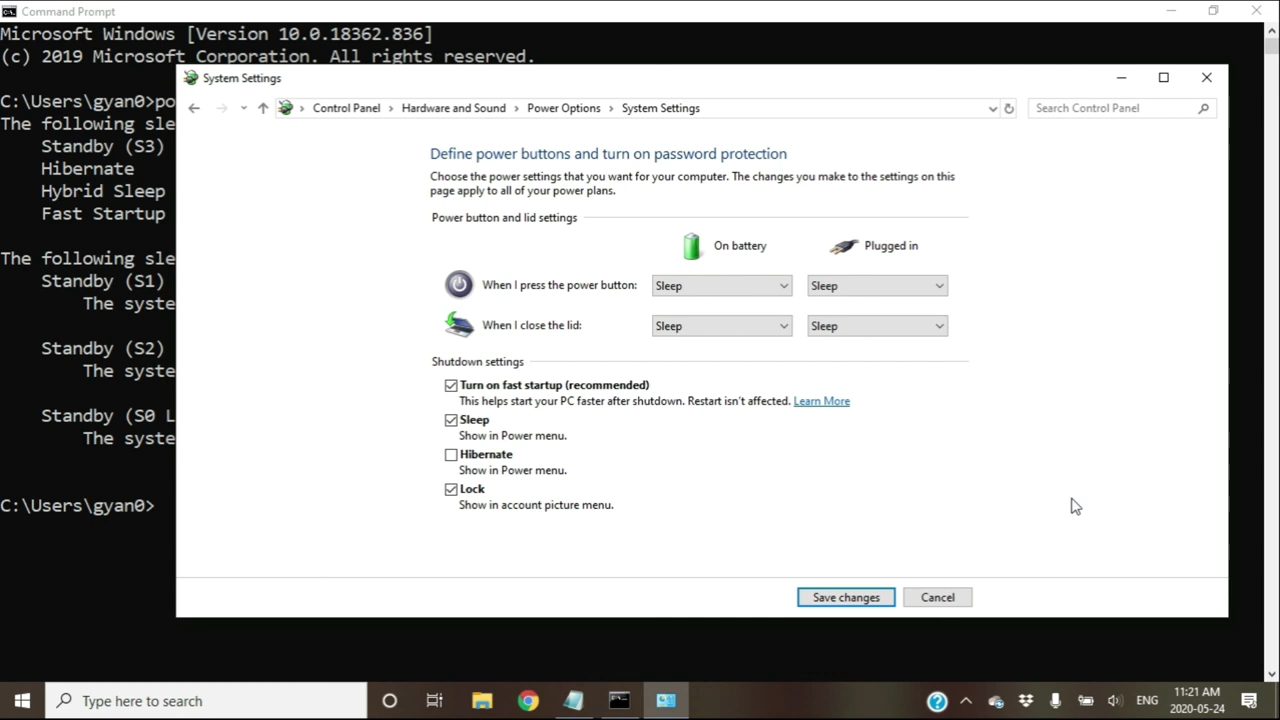 Command Prompt
Microsoft Windows [Version 10.0.18362.836]
(c) 2019 Microsoft Corporation. All rights reserved.
System Settings
C:\Users\gyan0>po
Control Panel > Hardware and Sound > Power Options > System Settings
Search Control Panel
The following sle
Standby (S3)
Hibernate
Hybrid Sleep
Fast Startup
The following sle
Standby (S1)
The syste
Standby (S2)
The syste
Standby (S0 L
The syste
C:\Users\gyan0>
Define power buttons and turn on password protection
Choose the power settings that you want for your computer. The changes you make to the settings on this
page apply to all of your power plans.
Power button and lid settings
On battery
Plugged in
When I press the power button:
Sleep
Sleep
When I close the lid:
Sleep
Sleep
Shutdown settings
Turn on fast startup (recommended)
This helps start your PC faster after shutdown. Restart isn't affected. Learn More
Sleep
Show in Power menu.
Hibernate
Show in Power menu.
Lock
Show in account picture menu.
Save changes
Cancel
Type here to search
ENG
11:21 AM
2020-05-24